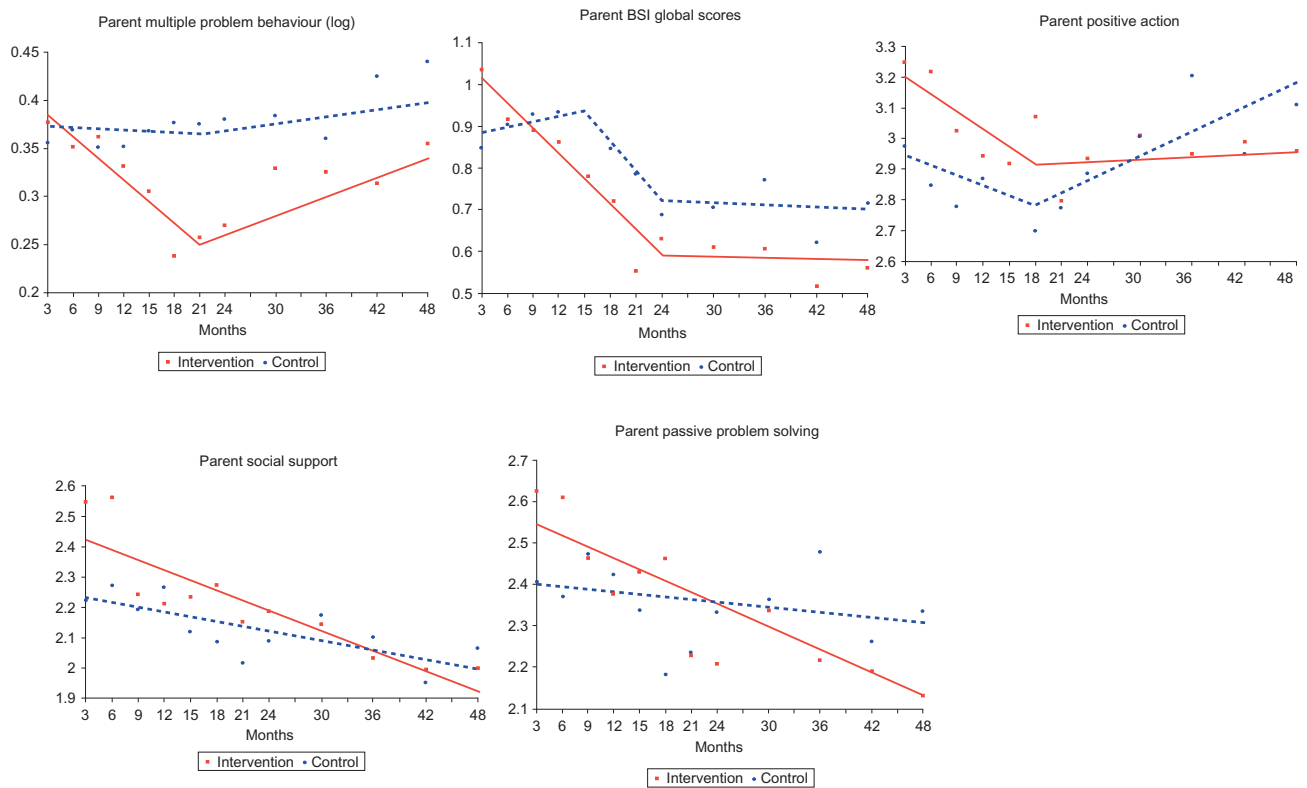 Parent multiple problem behaviour (log)
0.45
0.4
0.35
0.3
0.25
0.2
3 6 9 12 15 18 21 24 30 36 42 48
Months
Intervention Control
Parent BSI global scores
1.1
1
0.9
0.8
0.7
0.6
0.5
3 6 9 12 15 18 21 24 30 36 42 48
Months
Intervention Control
Parent positive action
3.3
3.2
3.1
3
2.9
2.8
2.7
2.6
3 6 9 12 15 18 21 24 30 36 42 48
Months
Intervention Control
Parent social support
2.6
2.5
2.4
2.3
2.2
2.1
2
1.9
3 6 9 12 15 18 21 24 30 36 42 48
Months
Intervention Control
Parent passive problem solving
2.7
2.6
2.5
2.4
2.3
2.2
2.1
3 6 9 12 15 18 21 24 30 36 42 48
Months
Intervention Control